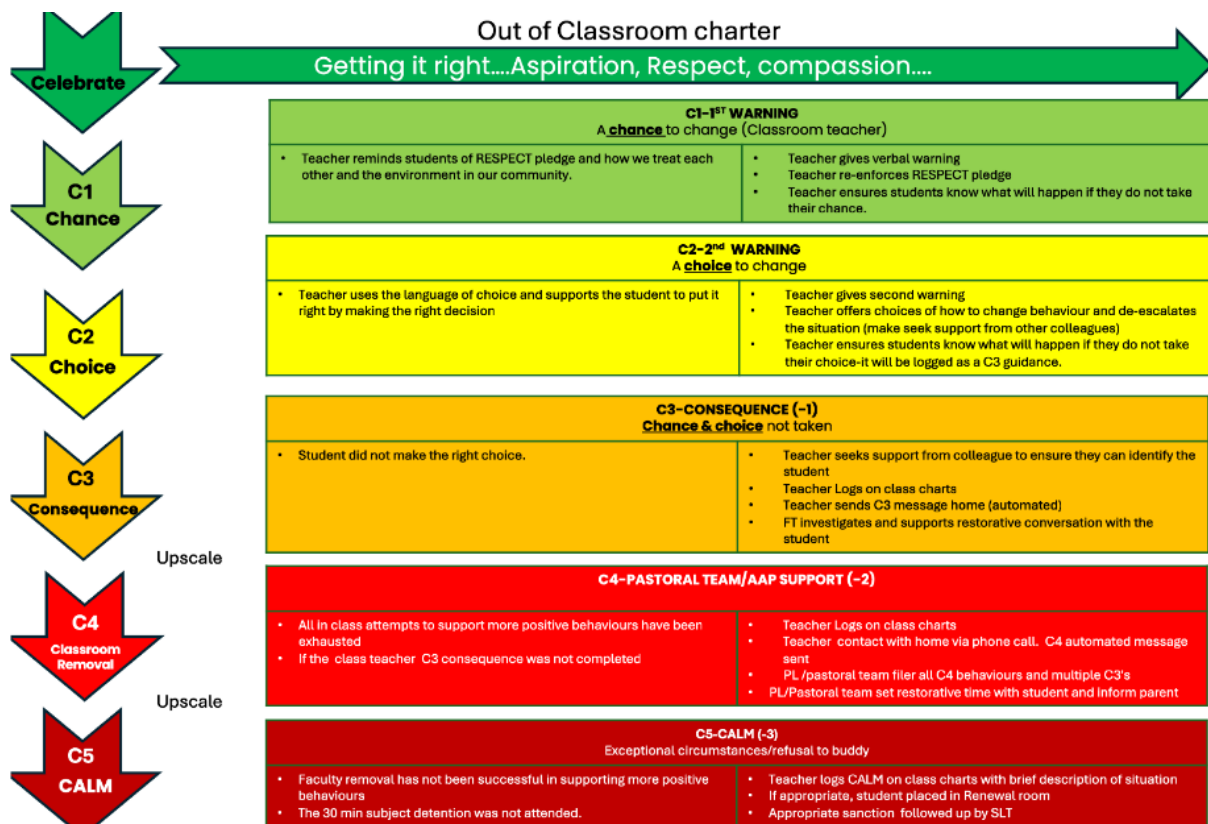 Out of Classroom charter
Celebrate
Getting it right....Aspiration, Respect, compassion....
C1
Chance
C1-1ST WARNING
A chance to change (Classroom teacher)
• Teacher reminds students of RESPECT pledge and how we treat each
other and the environment in our community.
• Teacher gives verbal warning
• Teacher re-enforces RESPECT pledge
• Teacher ensures students know what will happen if they do not take
their chance.
C2
Choice
C2-2nd WARNING
A choice to change
• Teacher uses the language of choice and supports the student to put it
right by making the right decision
• Teacher gives second warning
• Teacher offers choices of how to change behaviour and de-escalates
the situation (make seek support from other colleagues)
• Teacher ensures students know what will happen if they do not take
their choice-it will be logged as a C3 guidance.
C3
Consequence
C3-CONSEQUENCE (-1)
Chance & choice not taken
• Student did not make the right choice.
• Teacher seeks support from colleague to ensure they can identify the
student
• Teacher Logs on class charts
• Teacher sends C3 message home (automated)
• FT investigates and supports restorative conversation with the
student
Upscale
C4
Classroom
Removal
C4-PASTORAL TEAM/AAP SUPPORT (-2)
• All in class attempts to support more positive behaviours have been
exhausted
• If the class teacher C3 consequence was not completed
• Teacher Logs on class charts
• Teacher contact with home via phone call. C4 automated message
sent
• PL /pastoral team filer all C4 behaviours and multiple C3's
• PL/Pastoral team set restorative time with student and inform parent
Upscale
C5
CALM
C5-CALM (-3)
Exceptional circumstances/refusal to buddy
• Faculty removal has not been successful in supporting more positive
behaviours
• The 30 min subject detention was not attended.
• Teacher logs CALM on class charts with brief description of situation
• If appropriate, student placed in Renewal room
• Appropriate sanction followed up by SLT